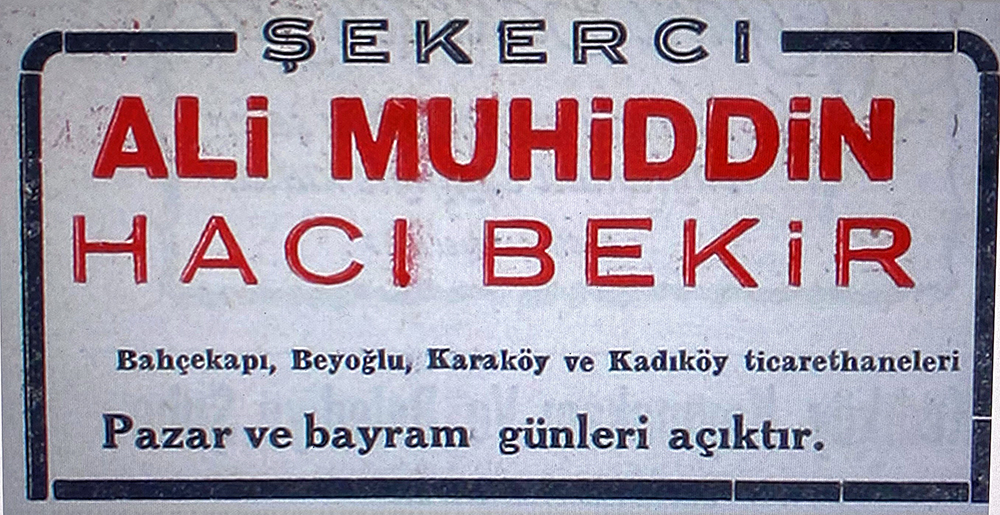 ŞEKERCİ
ALİ MUHİDDİN
HACI BEKİR
Bahçekapı, Beyoğlu, Karaköy ve Kadıköy ticarethaneleri
Pazar ve bayram günleri açıktır.